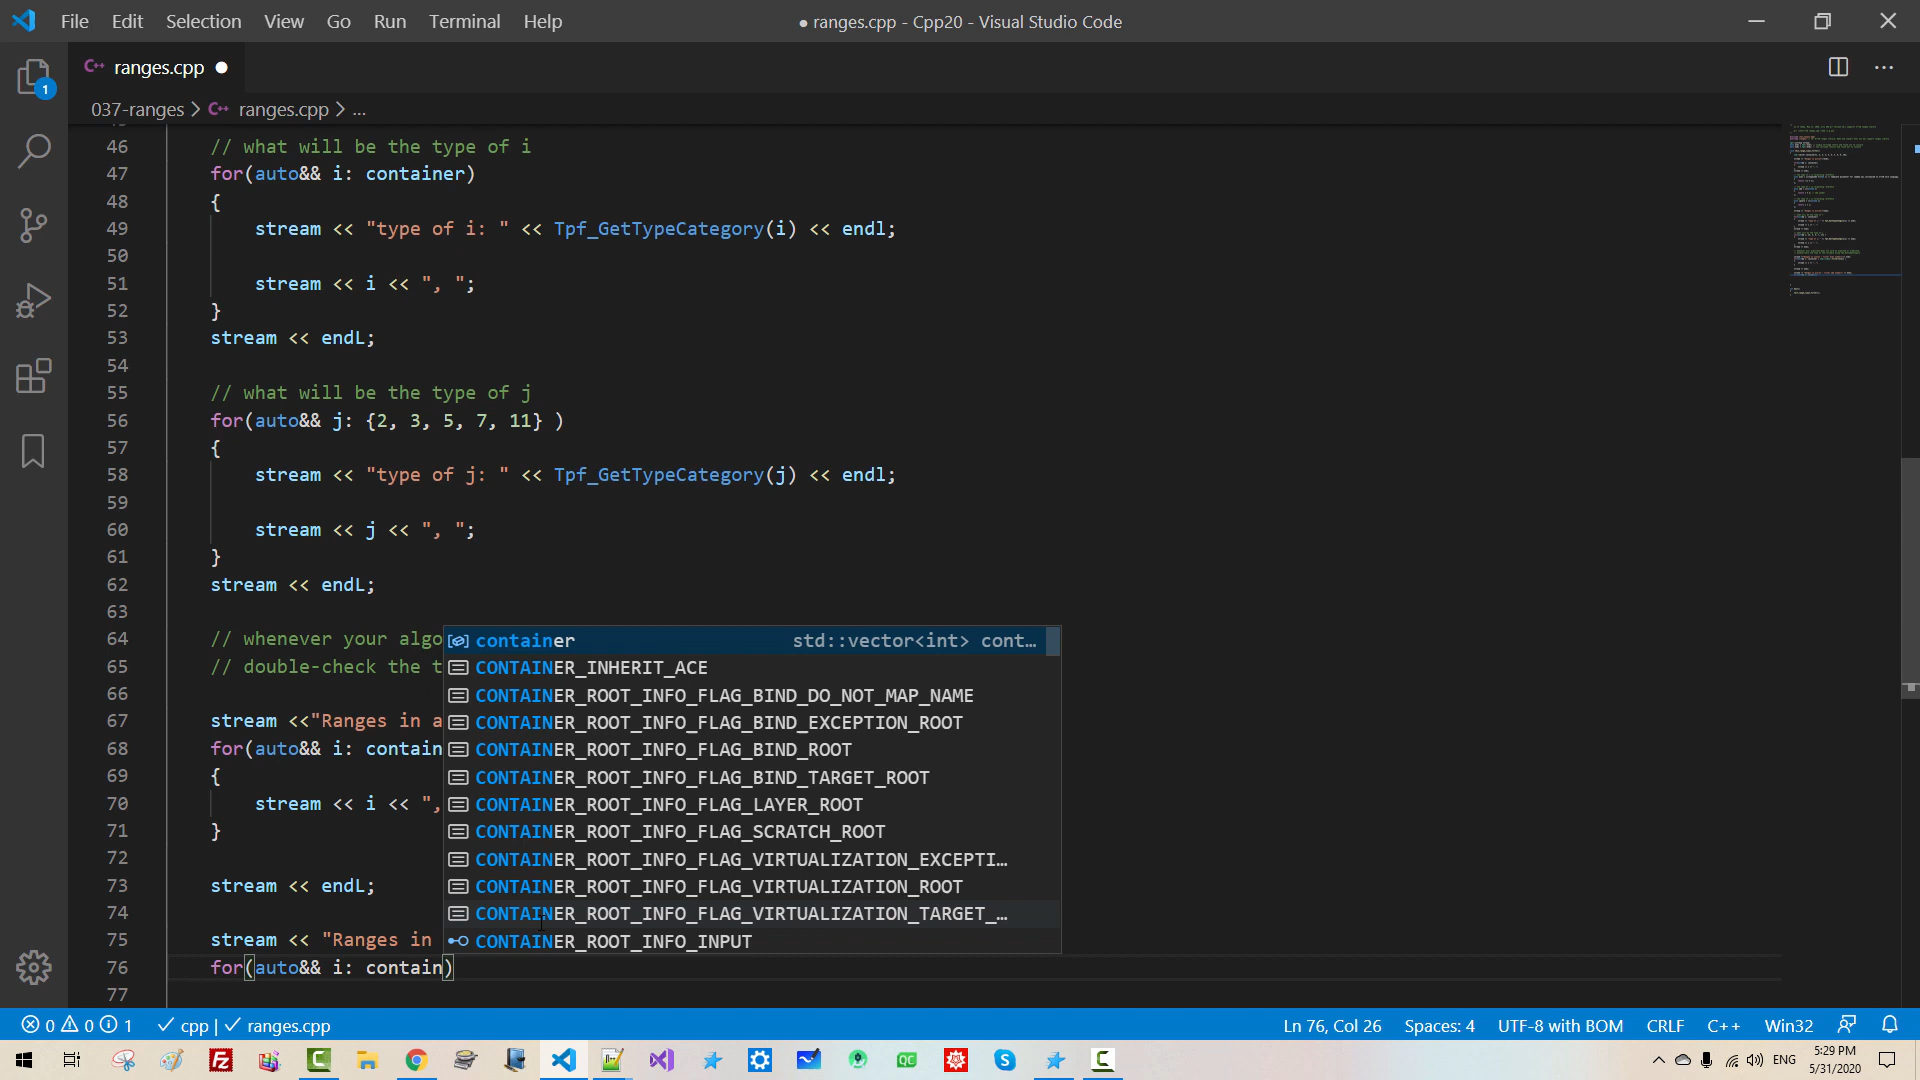 File Edit Selection View Go Run Terminal Help
● ranges.cpp - Cpp20 - Visual Studio Code
C++ ranges.cpp ●
1
037-ranges > C++ ranges.cpp > ...
46 // what will be the type of i
47 for(auto&& i: container)
48 {
49 stream << "type of i: " << Tpf_GetTypeCategory(i) << endl;
50
51 stream << i << ", ";
52 }
53 stream << endL;
54
55 // what will be the type of j
56 for(auto&& j: {2, 3, 5, 7, 11} )
57 {
58 stream << "type of j: " << Tpf_GetTypeCategory(j) << endl;
59
60 stream << j << ", ";
61 }
62 stream << endL;
63
64 // whenever your algo
65 // double-check the t
66
67 stream <<"Ranges in a
68 for(auto&& i: contain
69 {
70 stream << i << ",
71 }
72
73 stream << endL;
74
75 stream << "Ranges in
76 for(auto&& i: contain)
77
container std::vector<int> cont...
CONTAINER_INHERIT_ACE
CONTAINER_ROOT_INFO_FLAG_BIND_DO_NOT_MAP_NAME
CONTAINER_ROOT_INFO_FLAG_BIND_EXCEPTION_ROOT
CONTAINER_ROOT_INFO_FLAG_BIND_ROOT
CONTAINER_ROOT_INFO_FLAG_BIND_TARGET_ROOT
CONTAINER_ROOT_INFO_FLAG_LAYER_ROOT
CONTAINER_ROOT_INFO_FLAG_SCRATCH_ROOT
CONTAINER_ROOT_INFO_FLAG_VIRTUALIZATION_EXCEPTI...
CONTAINER_ROOT_INFO_FLAG_VIRTUALIZATION_ROOT
CONTAINER_ROOT_INFO_FLAG_VIRTUALIZATION_TARGET_...
CONTAINER_ROOT_INFO_INPUT
0 0 1 cpp | ranges.cpp
Ln 76, Col 26 Spaces: 4 UTF-8 with BOM CRLF C++ Win32
Fz
QC
ENG
5:29 PM
5/31/2020